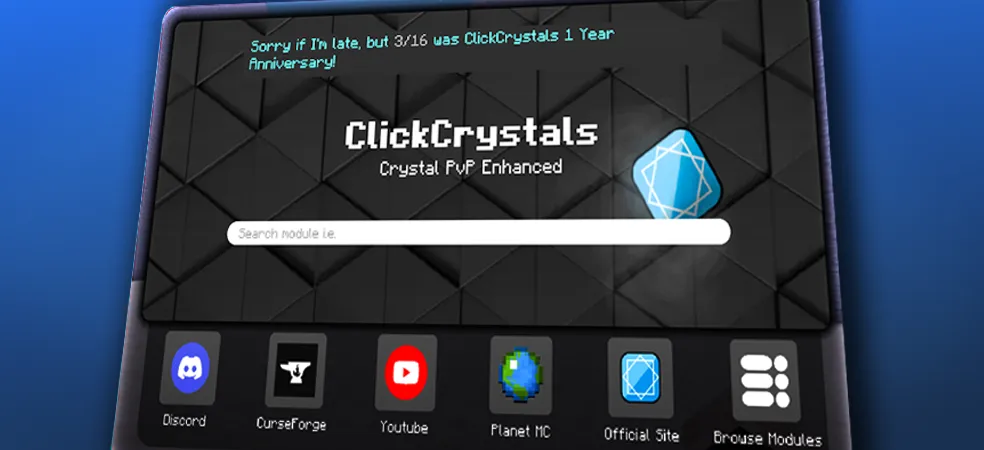 Sorry if I'm late, but 3/16 was ClickCrystals 1 Year
Anniversary!
ClickCrystals
Crystal PvP Enhanced
Search module i.e.
Discord
CurseForge
Youtube
Planet MC
Official Site
Browse Modules